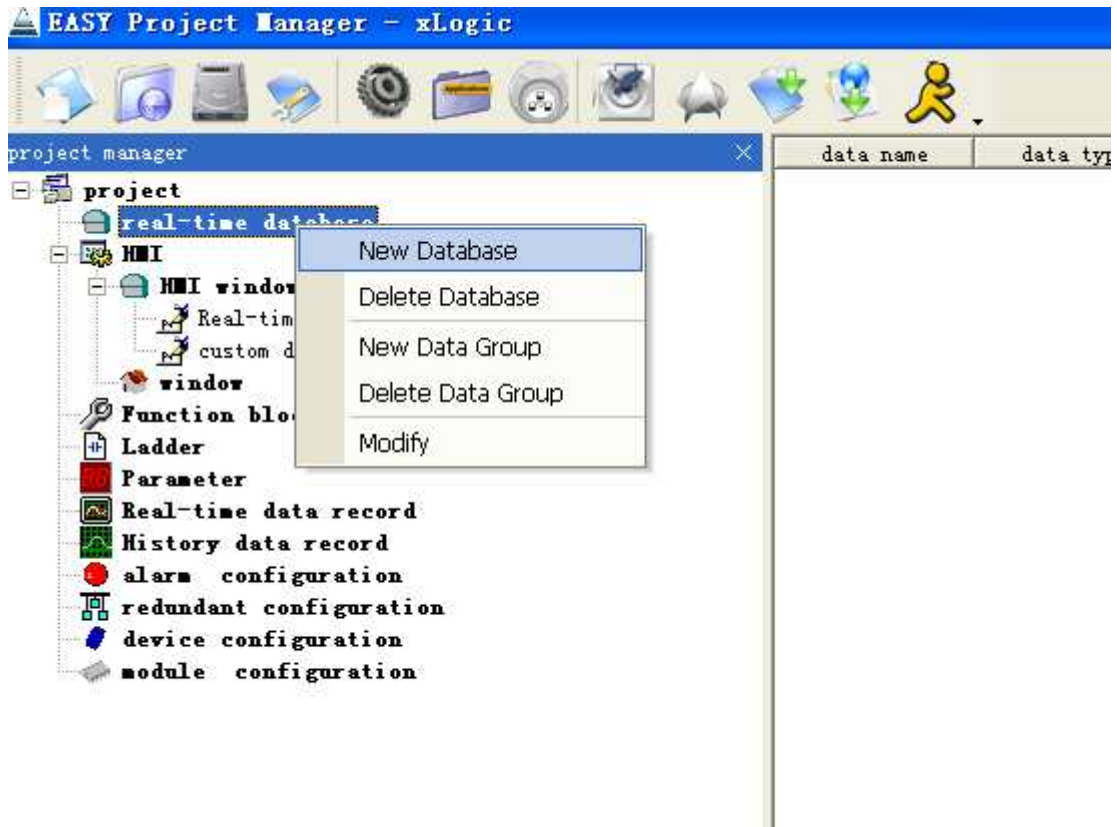 EASY Project Manager - xLogic
project manager
data name data typ
project
real-time database
HMI
HMI window
Real-tim
custom d
window
Function bloc
Ladder
Parameter
Real-time data record
History data record
alarm configuration
redundant configuration
device configuration
module configuration
New Database
Delete Database
New Data Group
Delete Data Group
Modify